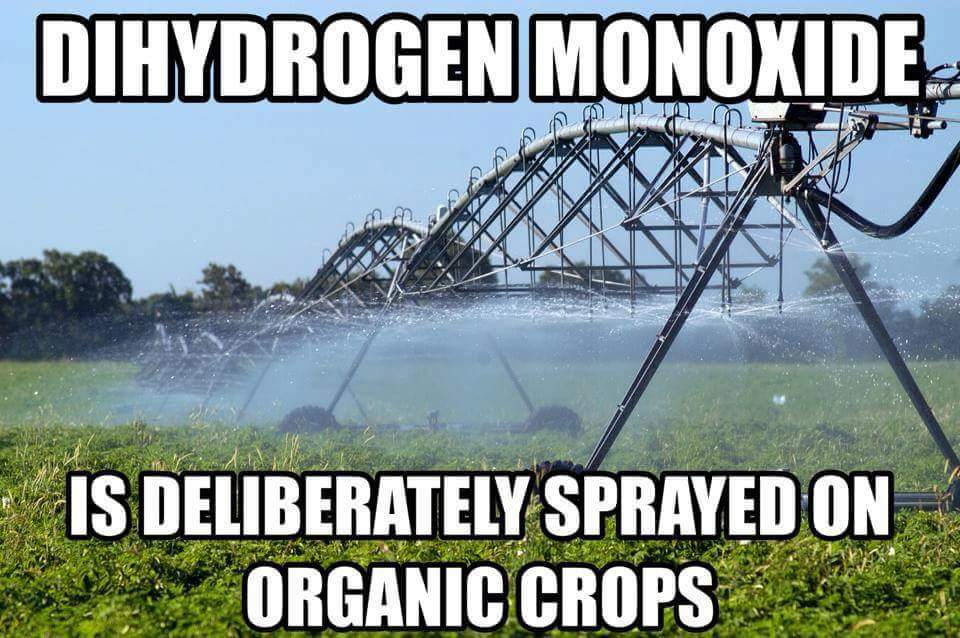 DIHYDROGEN MONOXIDE
IS DELIBERATELY SPRAYED ON
ORGANIC CROPS